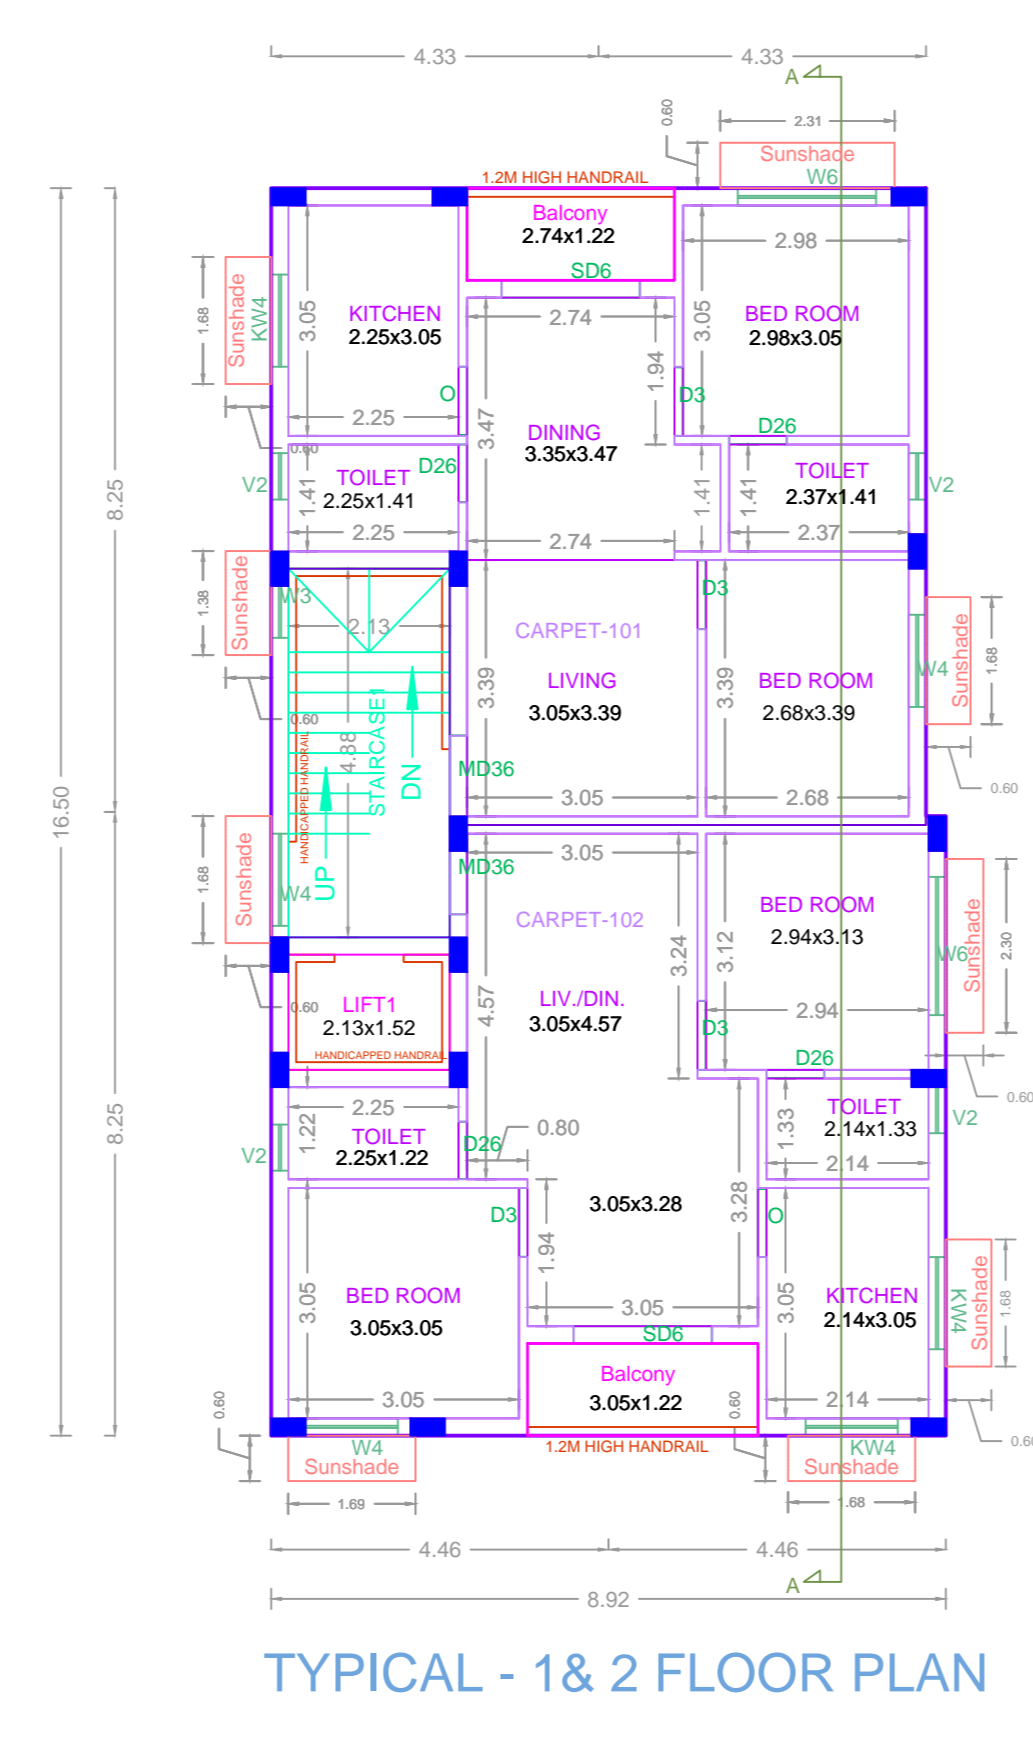 4.33
4.33
A
0.60
2.31
Sunshade
W6
1.2M HIGH HANDRAIL
Balcony
2.74x1.22
SD6
2.98
1.68
Sunshade
KW4
3.05
KITCHEN
2.25x3.05
2.74
3.05
BED ROOM
2.98x3.05
1.94
O
D3
2.25
3.47
DINING
3.35x3.47
D26
0.60
8.25
V2
1.41
TOILET
2.25x1.41
D26
1.41
1.41
TOILET
2.37x1.41
V2
2.25
2.74
2.37
1.38
Sunshade
W3
2.13
D3
CARPET-101
LIVING
3.05x3.39
3.39
3.39
BED ROOM
2.68x3.39
W4
Sunshade
1.68
0.60
HANDICAPPED HANDRAIL
4.88
STAIRCASE1
DN
UP
MD36
3.05
2.68
0.60
16.50
1.68
Sunshade
W4
3.05
MD36
CARPET-102
BED ROOM
2.94x3.13
W6
Sunshade
2.30
3.24
3.12
0.60
LIFT1
2.13x1.52
HANDICAPPED HANDRAIL
4.57
LIV./DIN.
3.05x4.57
2.94
D3
D26
0.60
8.25
1.22
2.25
TOILET
2.25x1.22
V2
D26
0.80
1.33
TOILET
2.14x1.33
V2
2.14
3.05x3.28
3.28
D3
O
1.94
3.05
BED ROOM
3.05x3.05
3.05
3.05
KITCHEN
2.14x3.05
KW4
Sunshade
1.68
SD6
Balcony
3.05x1.22
3.05
2.14
0.60
0.60
0.60
W4
Sunshade
1.2M HIGH HANDRAIL
KW4
Sunshade
1.69
1.68
4.46
4.46
A
8.92
TYPICAL - 1& 2 FLOOR PLAN